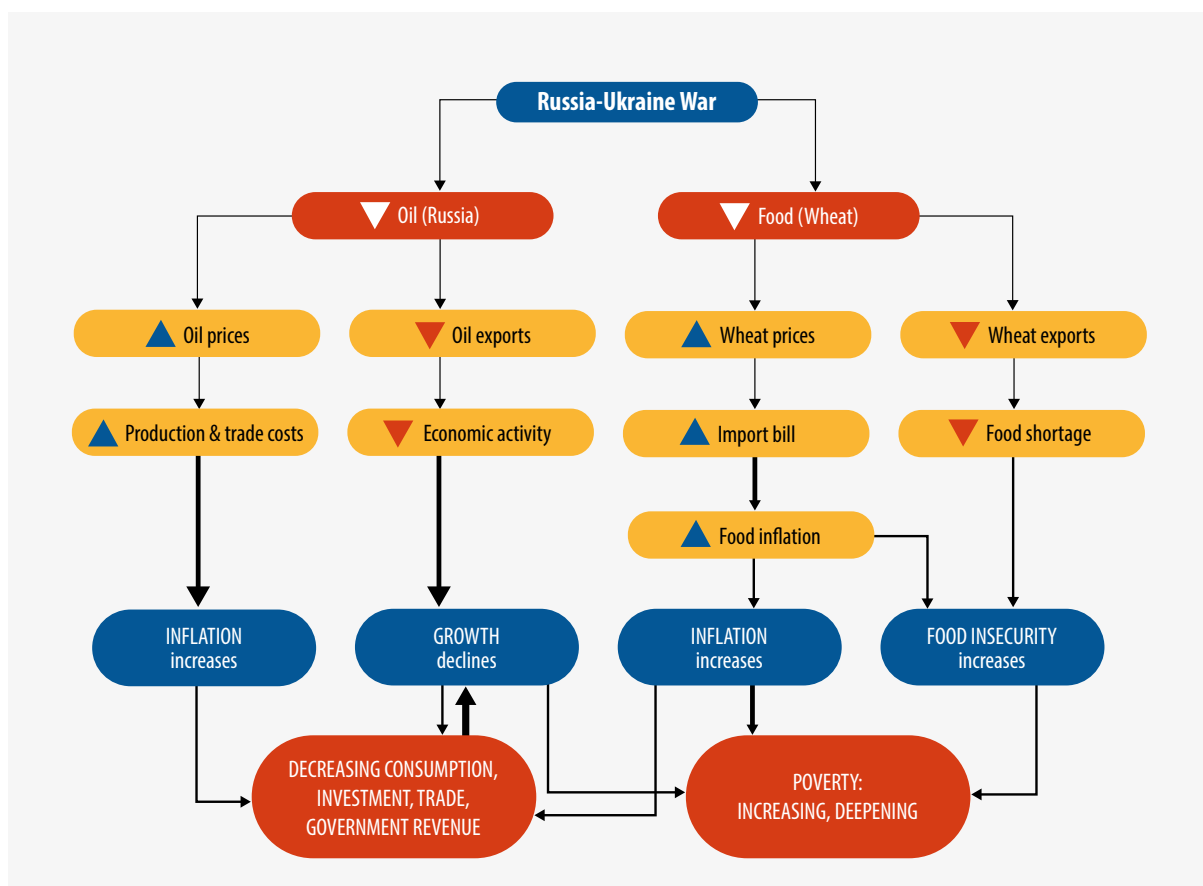 Russia-Ukraine War
Oil (Russia)
Food (Wheat)
Oil prices
Oil exports
Wheat prices
Wheat exports
Production & trade costs
Economic activity
Import bill
Food shortage
Food inflation
INFLATION
increases
GROWTH
declines
INFLATION
increases
FOOD INSECURITY
increases
DECREASING CONSUMPTION,
INVESTMENT, TRADE,
GOVERNMENT REVENUE
POVERTY:
INCREASING, DEEPENING